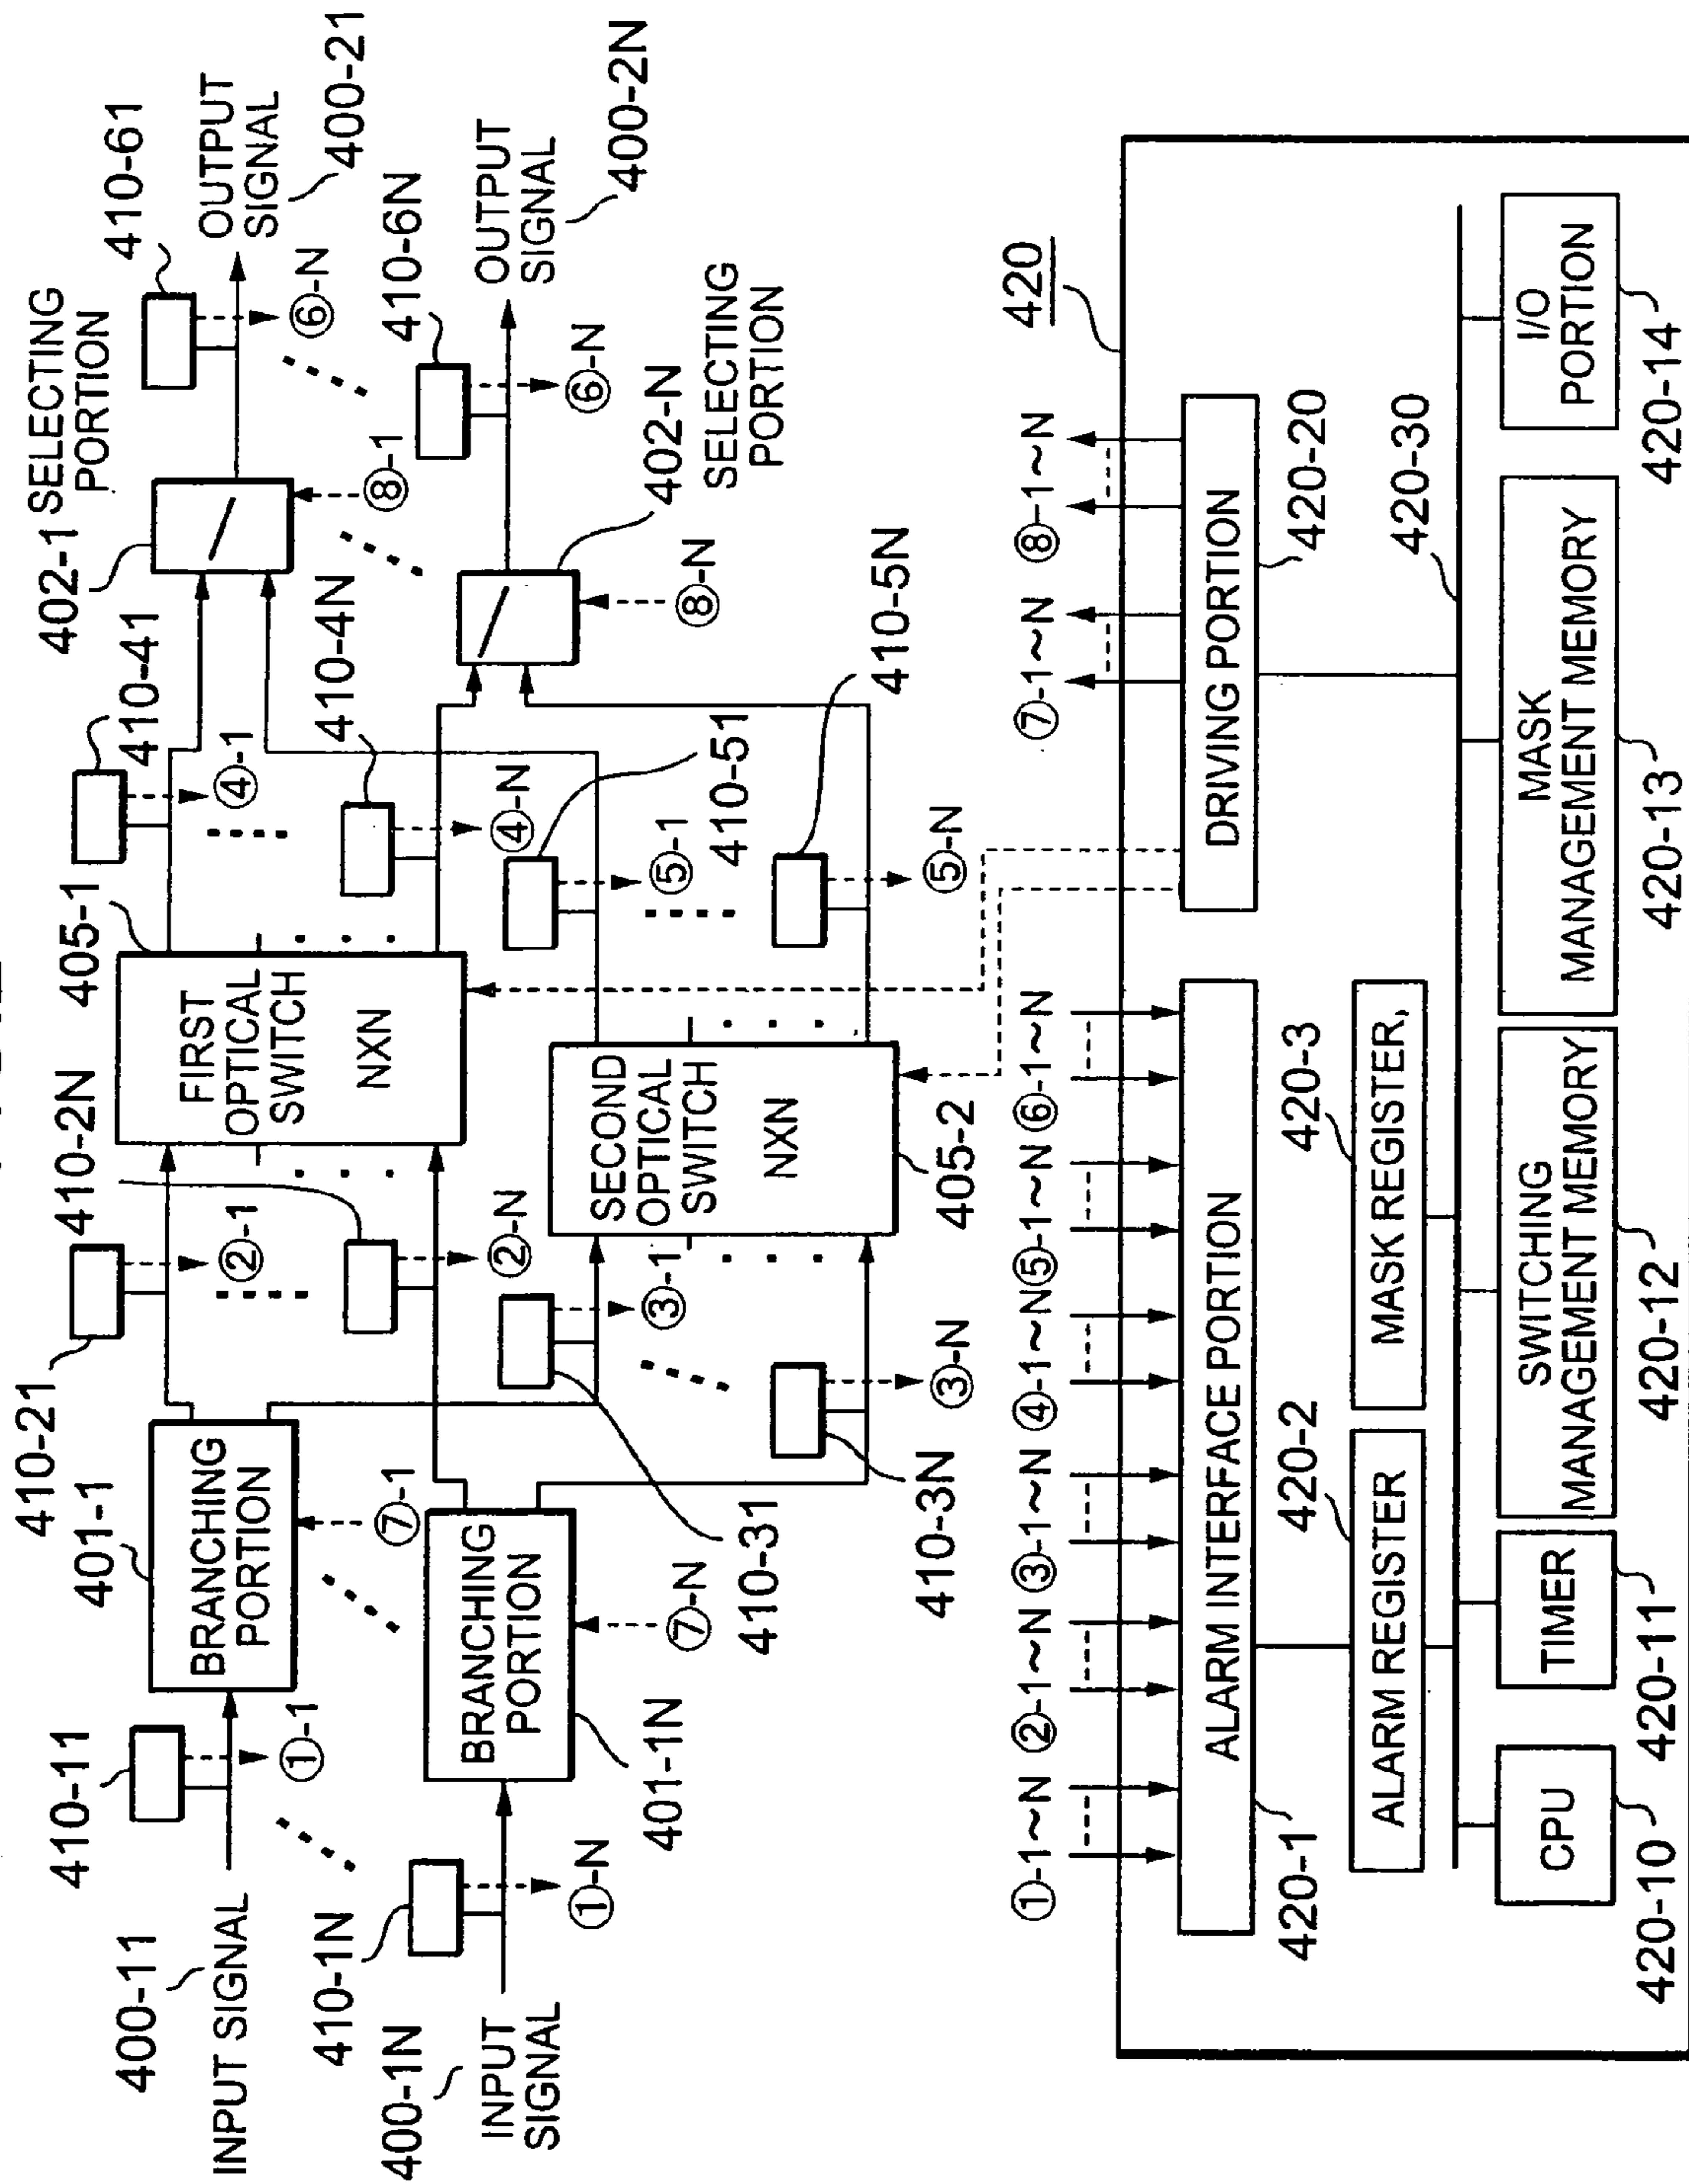 400-11
INPUT SIGNAL
410-11
①-1
410-1N
400-1N
INPUT
SIGNAL
①-N
401-1
BRANCHING
PORTION
⑦-1
BRANCHING
PORTION
401-1N
⑦-N
410-21
②-1
410-2N
②-N
410-31
③-1
410-3N
③-N
405-1
FIRST
OPTICAL
SWITCH
NXN
SECOND
OPTICAL
SWITCH
NXN
405-2
410-41
④-1
410-4N
④-N
410-51
⑤-1
410-5N
⑤-N
402-1
SELECTING
PORTION
⑧-1
402-N
SELECTING
PORTION
⑧-N
410-61
⑥-N
OUTPUT
SIGNAL
400-21
410-6N
⑥-N
OUTPUT
SIGNAL
400-2N
420
①-1~N ②-1~N ③-1~N ④-1~N ⑤-1~N ⑥-1~N ⑦-1~N ⑧-1~N
ALARM INTERFACE PORTION
420-1
DRIVING PORTION
420-20
ALARM REGISTER
420-2
MASK REGISTER,
420-3
420-30
CPU
420-10
TIMER
420-11
SWITCHING
MANAGEMENT MEMORY
420-12
MASK
MANAGEMENT MEMORY
420-13
I/O
PORTION
420-14